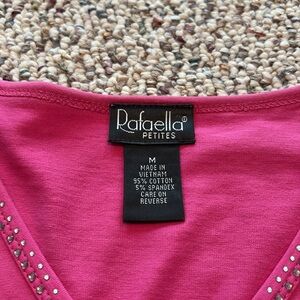 Rafaella®
PETITES
M
MADE IN
VIETNAM
95% COTTON
5% SPANDEX
CARE ON
REVERSE